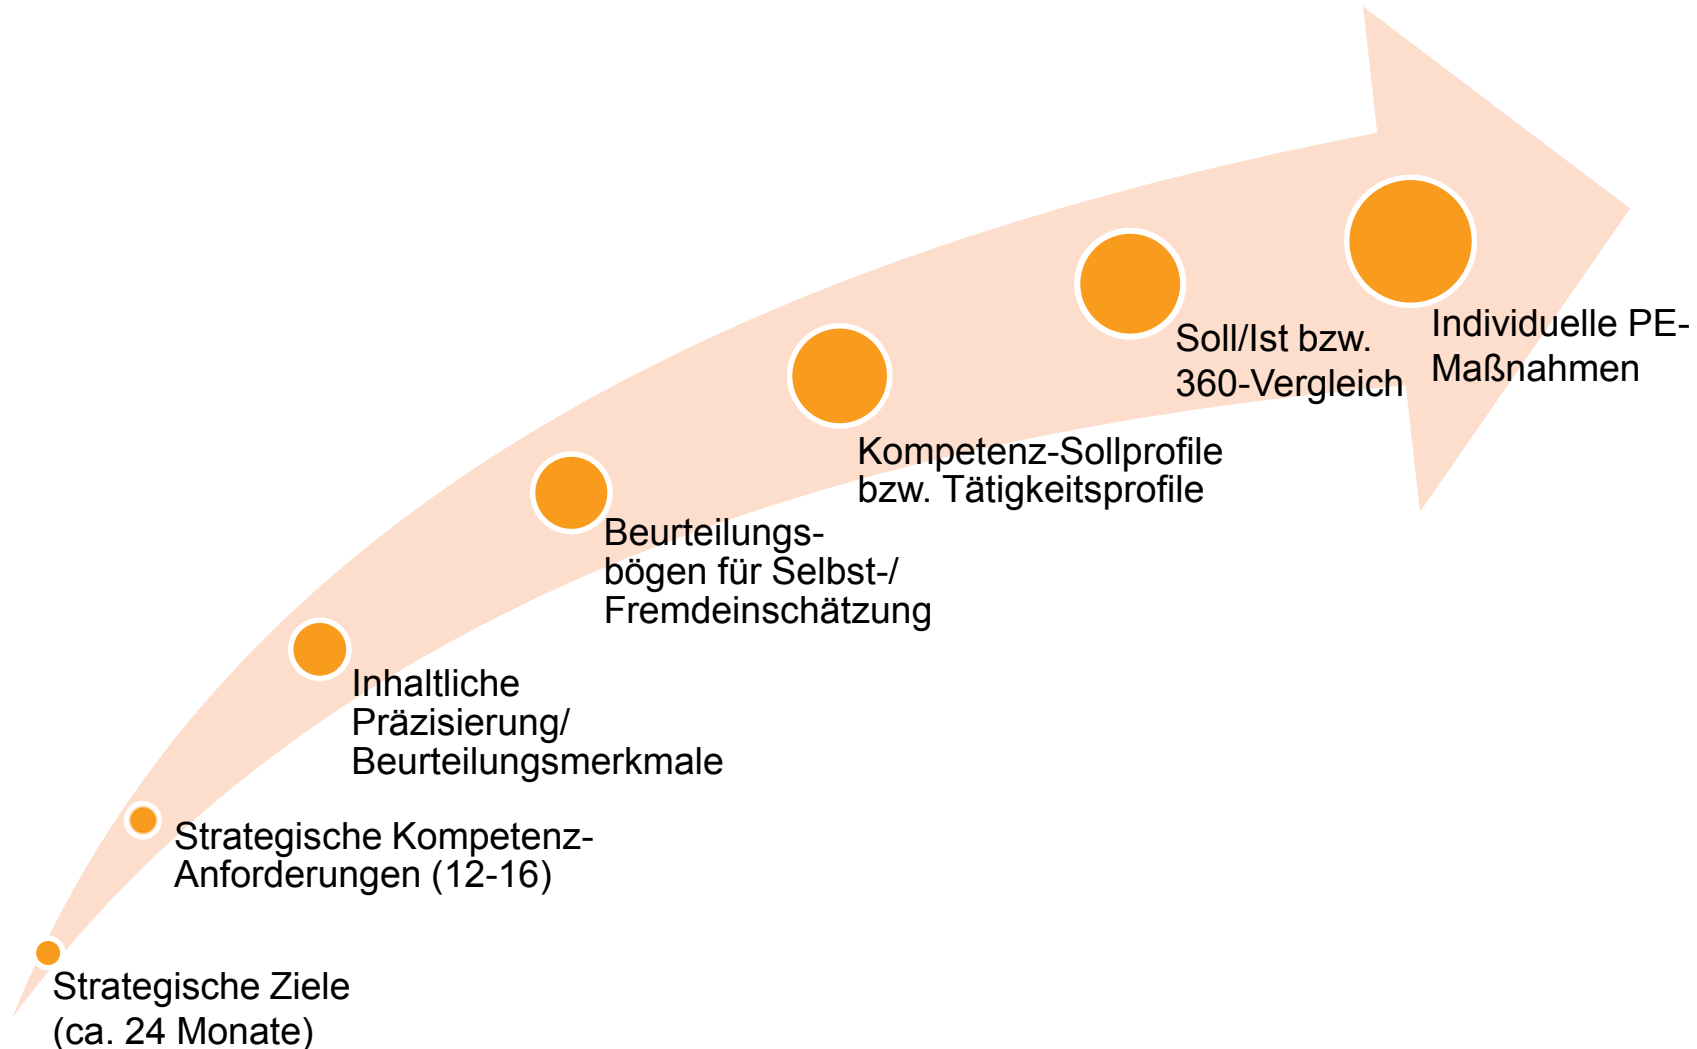 Strategische Ziele
(ca. 24 Monate)
Strategische Kompetenz-
Anforderungen (12-16)
Inhaltliche
Präzisierung/
Beurteilungsmerkmale
Beurteilungs-
bögen für Selbst-/
Fremdeinschätzung
Kompetenz-Sollprofile
bzw. Tätigkeitsprofile
Soll/Ist bzw.
360-Vergleich
Individuelle PE-
Maßnahmen